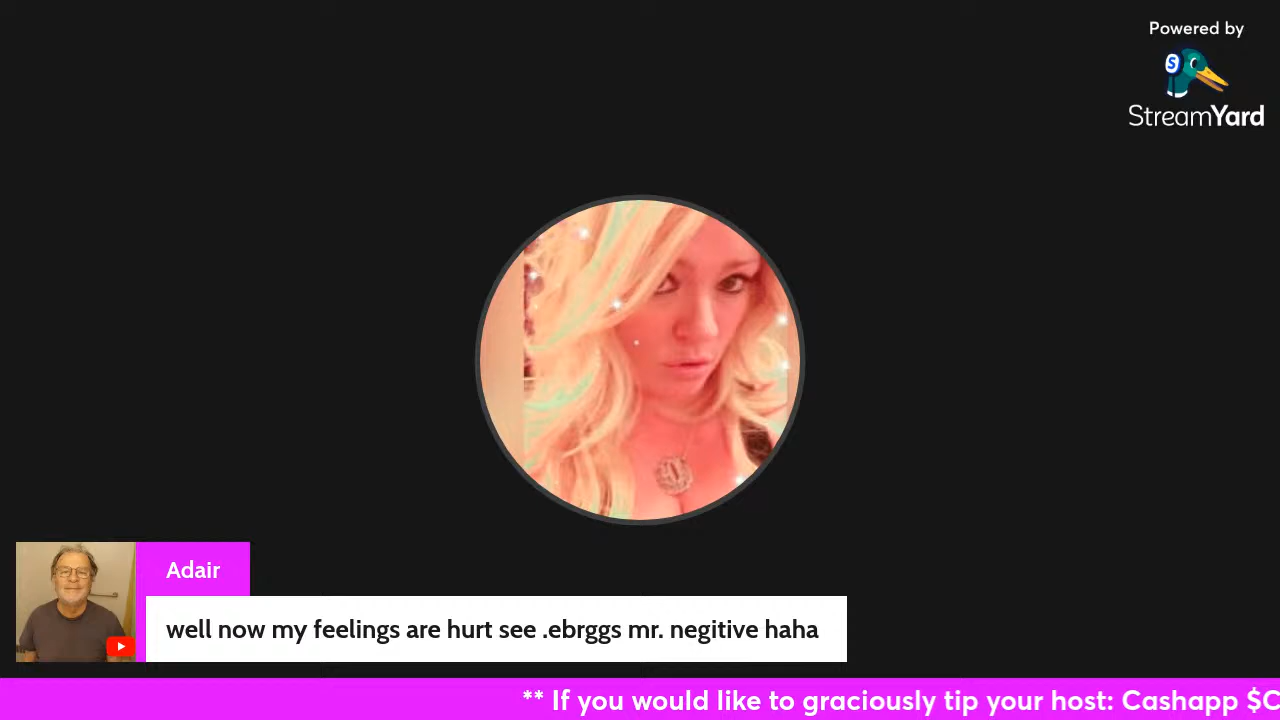 Powered by
StreamYard
Adair
well now my feelings are hurt see .ebrggs mr. negitive haha
** If you would like to graciously tip your host: Cashapp